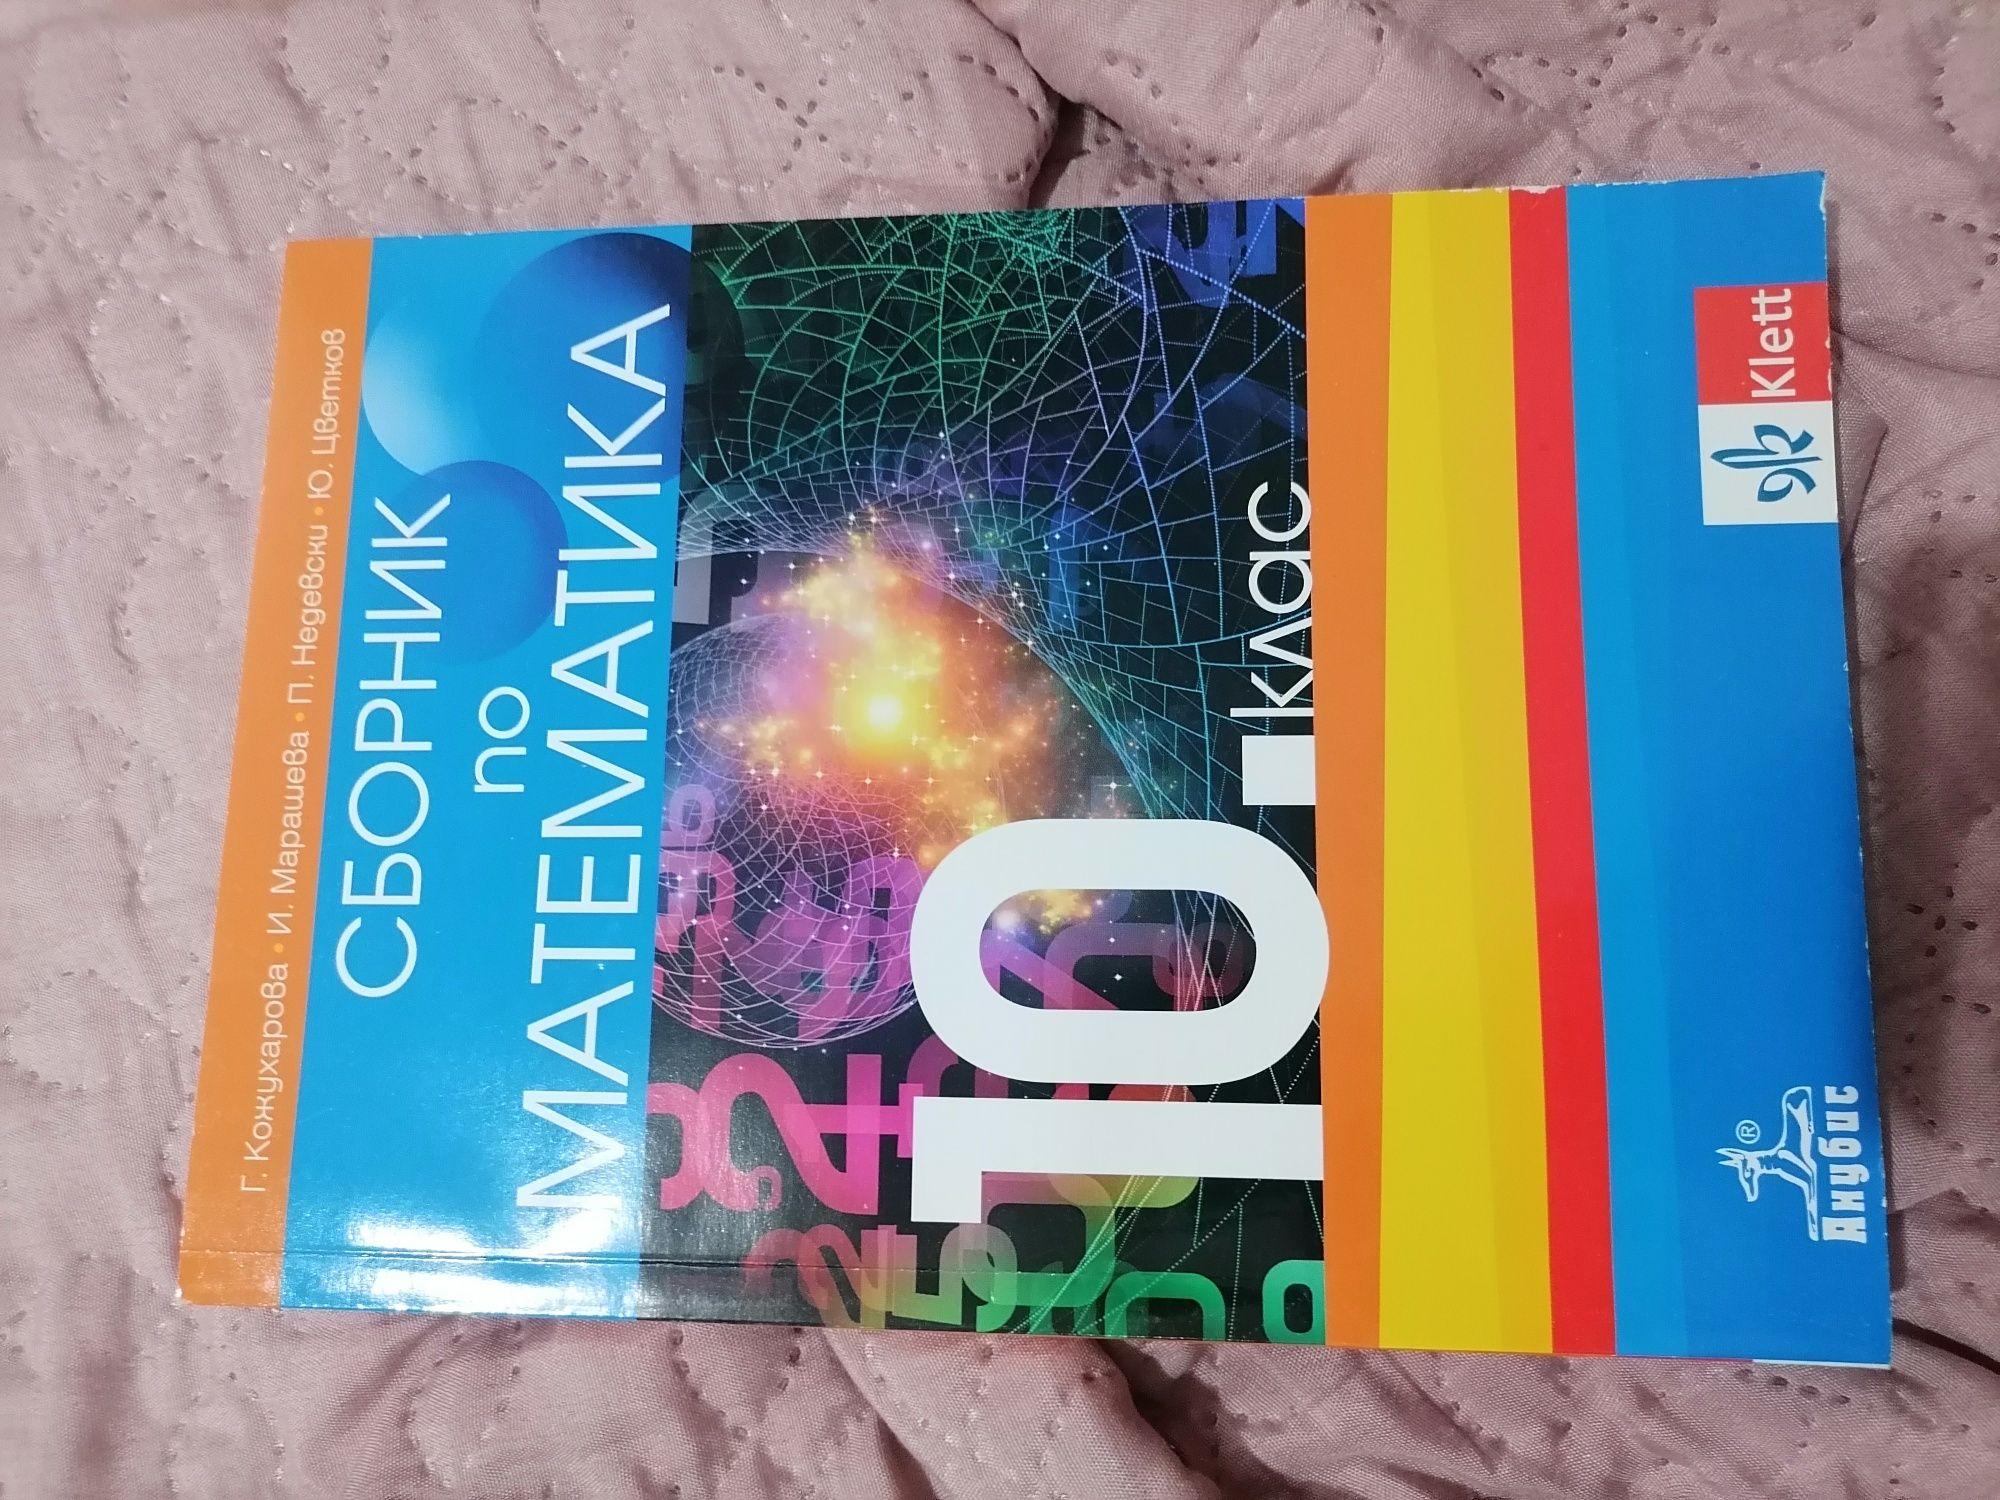 Г. Кожухарова • И. Марашева • П. Недевски • Ю. Цветков
СБОРНИК
по
МАТЕМАТИКА
10. клас
Анубис ®
Klett